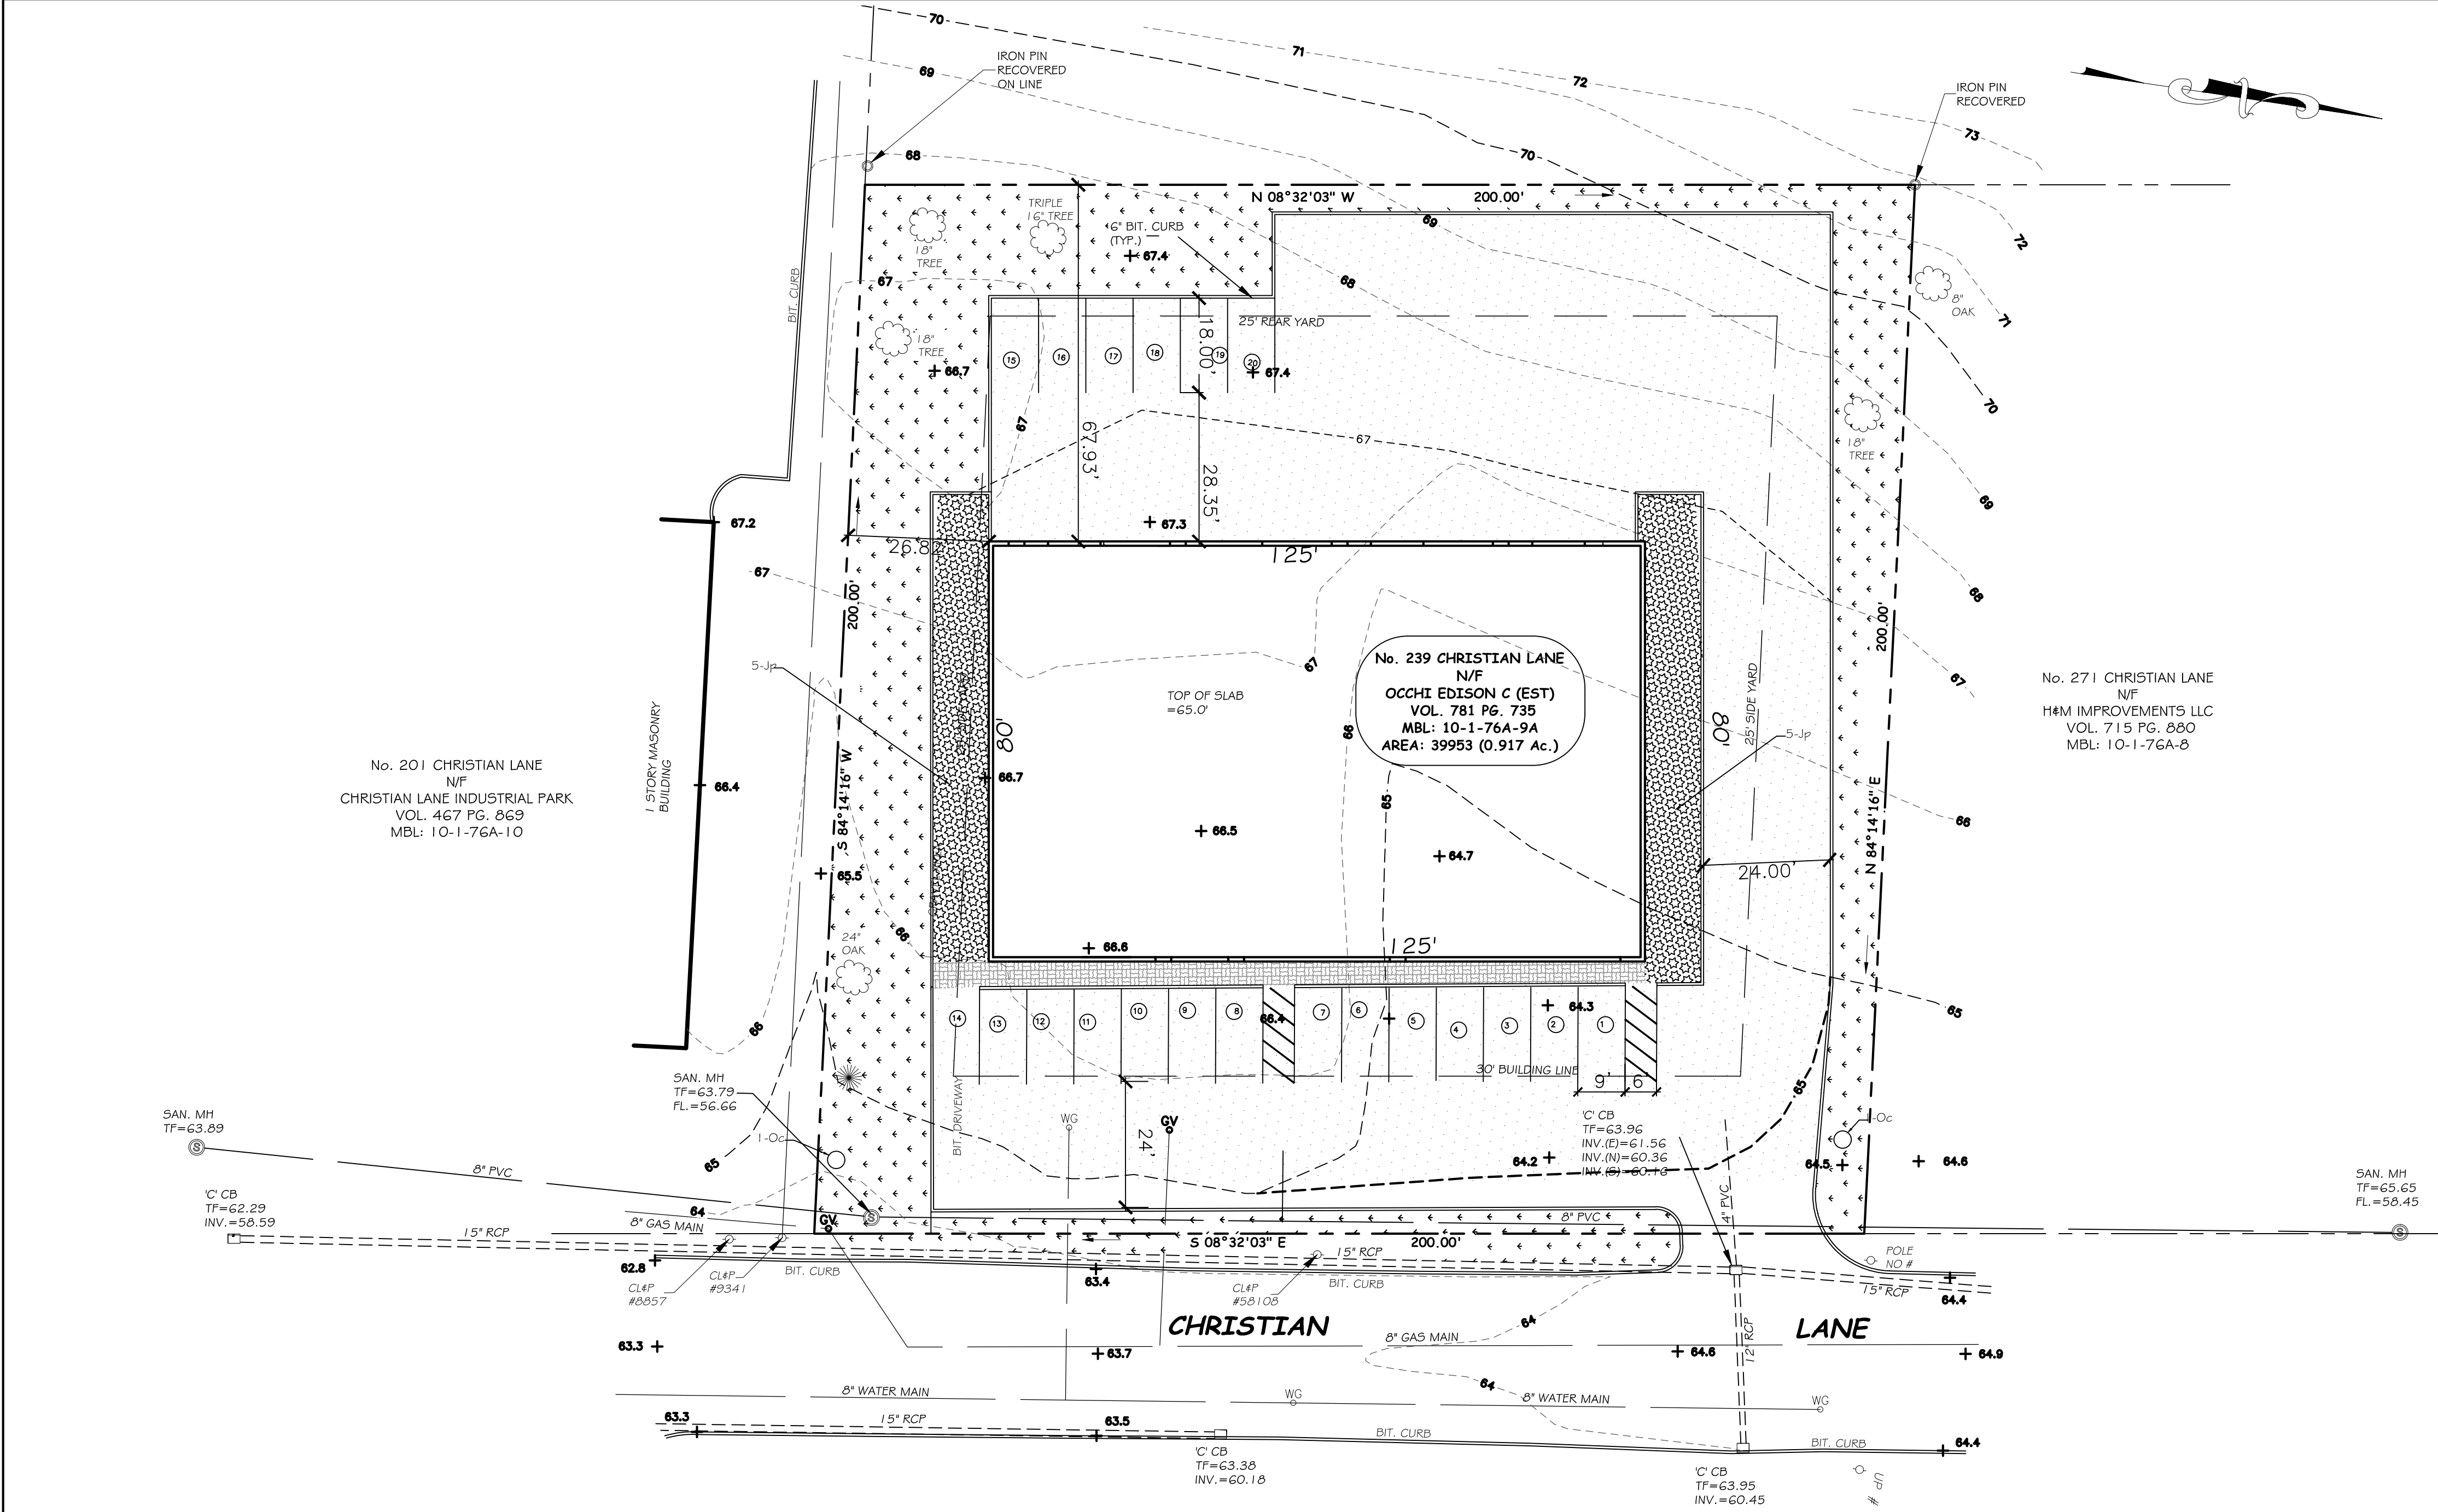 70
71
72
73
69
68
IRON PIN
RECOVERED
ON LINE
IRON PIN
RECOVERED
70
N 08°32'03" W
200.00'
TRIPLE
16" TREE
18"
TREE
6" BIT. CURB
(TYP.)
67.4
69
72
BIT. CURB
67
68
8"
OAK
71
18"
TREE
66.7
25' REAR YARD
18.00'
15
16
17
18
19
20
67.4
70
67
67.93'
28.35'
67
18"
TREE
69
67.2
67.3
26.82'
125'
67
200.00'
68
200.00'
5-Jp
67
TOP OF SLAB
=65.0'
No. 239 CHRISTIAN LANE
N/F
OCCHI EDISON C (EST)
VOL. 781 PG. 735
MBL: 10-1-76A-9A
AREA: 39953 (0.917 Ac.)
25' SIDE YARD
67
No. 271 CHRISTIAN LANE
N/F
H&M IMPROVEMENTS LLC
VOL. 715 PG. 880
MBL: 10-1-76A-8
80'
80'
66
5-Jp
No. 201 CHRISTIAN LANE
N/F
CHRISTIAN LANE INDUSTRIAL PARK
VOL. 467 PG. 869
MBL: 10-1-76A-10
1 STORY MASONRY
BUILDING
66.4
66.7
S 84°14'16" W
65
66
66.5
64.7
N 84°14'16" E
65.5
24.00'
24"
OAK
66
66.6
125'
66
14
13
12
11
10
9
8
66.4
7
6
5
4
3
2
1
64.3
65
30' BUILDING LINE
9'
6'
65
SAN. MH
TF=63.79
FL.=56.66
SAN. MH
TF=63.89
BIT. DRIVEWAY
WG
GV
24'
'C' CB
TF=63.96
INV.(E)=61.56
INV.(N)=60.36
INV.(S)=60.16
1-Oc
1-Oc
65
8" PVC
64.2
64.5
64.6
SAN. MH
TF=65.65
FL.=58.45
'C' CB
TF=62.29
INV.=58.59
64
8" GAS MAIN
GV
8" PVC
4" PVC
15" RCP
S 08°32'03" E
200.00'
15" RCP
POLE
NO #
62.8
CL&P
#8857
CL&P
#9341
BIT. CURB
63.4
CL&P
#58108
BIT. CURB
15" RCP
64.4
CHRISTIAN
LANE
64
8" GAS MAIN
12" RCP
63.3
63.7
64.6
64.9
8" WATER MAIN
WG
64
8" WATER MAIN
WG
63.3
15" RCP
63.5
BIT. CURB
BIT. CURB
64.4
'C' CB
TF=63.38
INV.=60.18
'C' CB
TF=63.95
INV.=60.45
UP
#